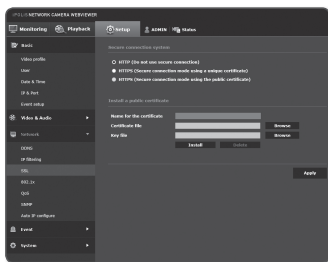 IPOLIS NETWORK CAMERA WEBVIEWER
Monitoring
Playback
Setup
ADMIN
Status
Basic
Video profile
User
Date & Time
IP & Port
Event setup
Video & Audio
Network
DDNS
IP filtering
SSL
802.1x
QoS
SNMP
Auto IP configure
Event
System
Secure connection system
HTTP (Do not use secure connection)
HTTPS (Secure connection mode using a unique certificate)
HTTPS (Secure connection mode using the public certificate)
Install a public certificate
Name for the certificate
Certificate file
Browse
Key file
Browse
Install
Delete
Apply